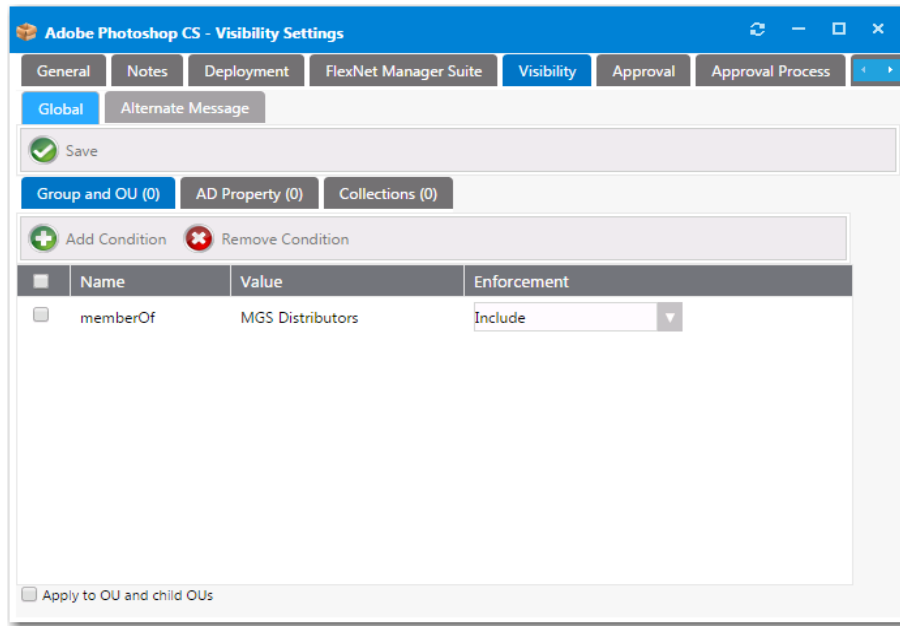 Adobe Photoshop CS - Visibility Settings
General Notes Deployment FlexNet Manager Suite Visibility Approval Approval Process
Global Alternate Message
Save
Group and OU (0) AD Property (0) Collections (0)
Add Condition Remove Condition
Name Value Enforcement
memberOf MGS Distributors Include
Apply to OU and child OUs